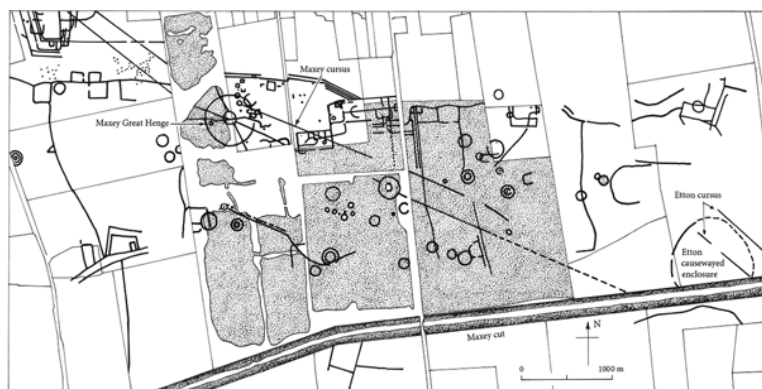 Maxey cursus
Maxey Great Henge
Etton cursus
Etton
causewayed
enclosure
Maxey cut
N
0
1000 m